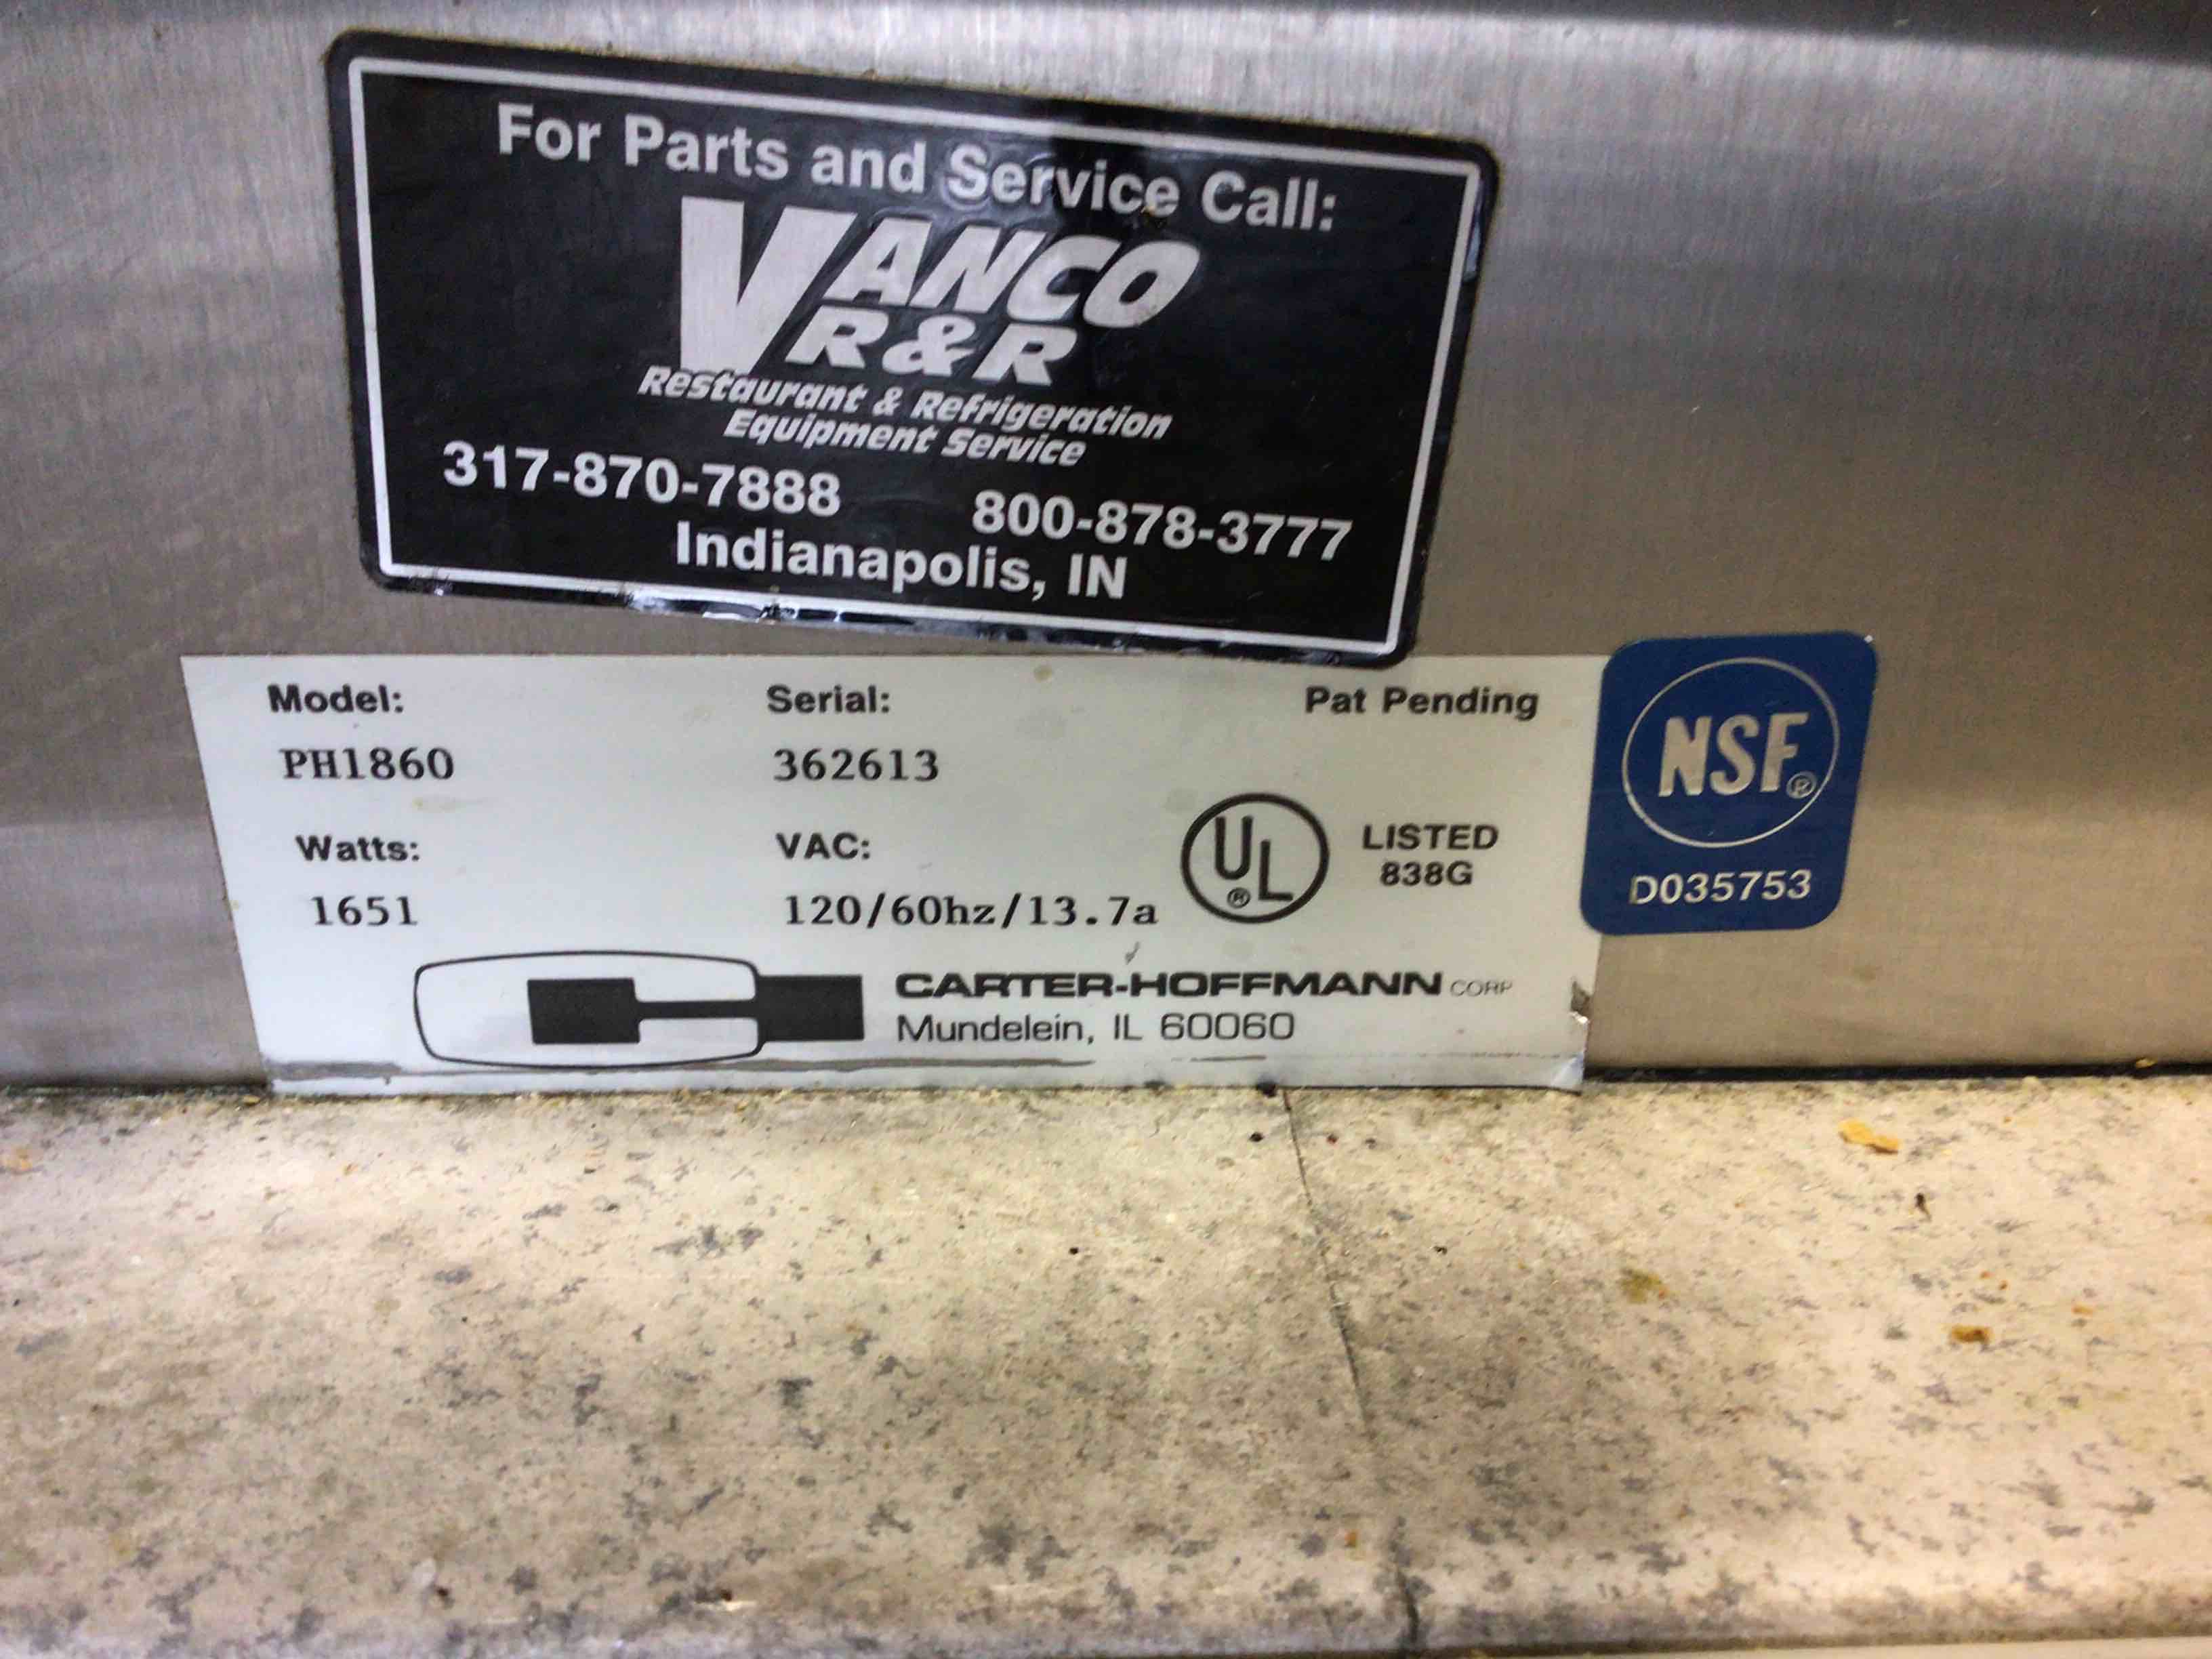 For Parts and Service Call:
VANCO
R&R
Restaurant & Refrigeration
Equipment Service
317-870-7888 800-878-3777
Indianapolis, IN
Model: Serial: Pat Pending
PH1860 362613
Watts: VAC:
1651 120/60hz/13.7a
UL ®
LISTED
838G
CARTER-HOFFMANN CORP
Mundelein, IL 60060
NSF®
D035753